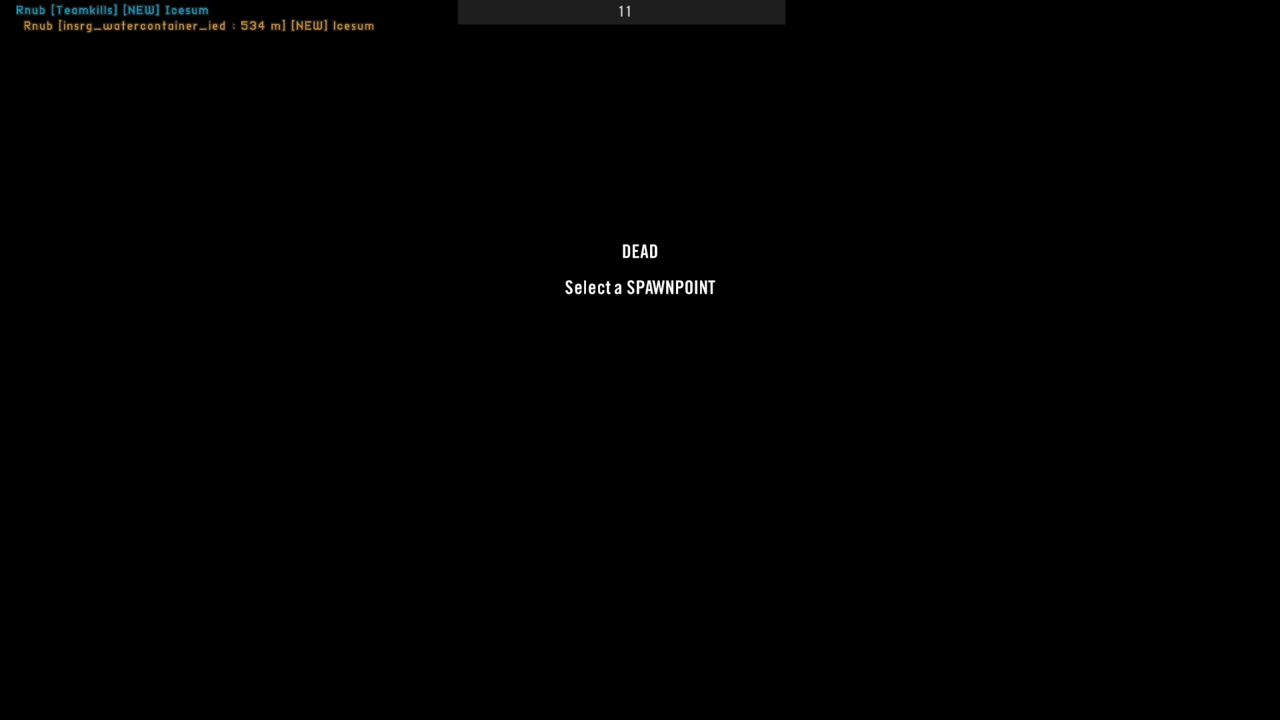 Rnub [Teamkills] [NEW] Icesum
11
Rnub [insrg_watercontainer_ied : 534 m] [NEW] Icesum
DEAD
Select a SPAWNPOINT